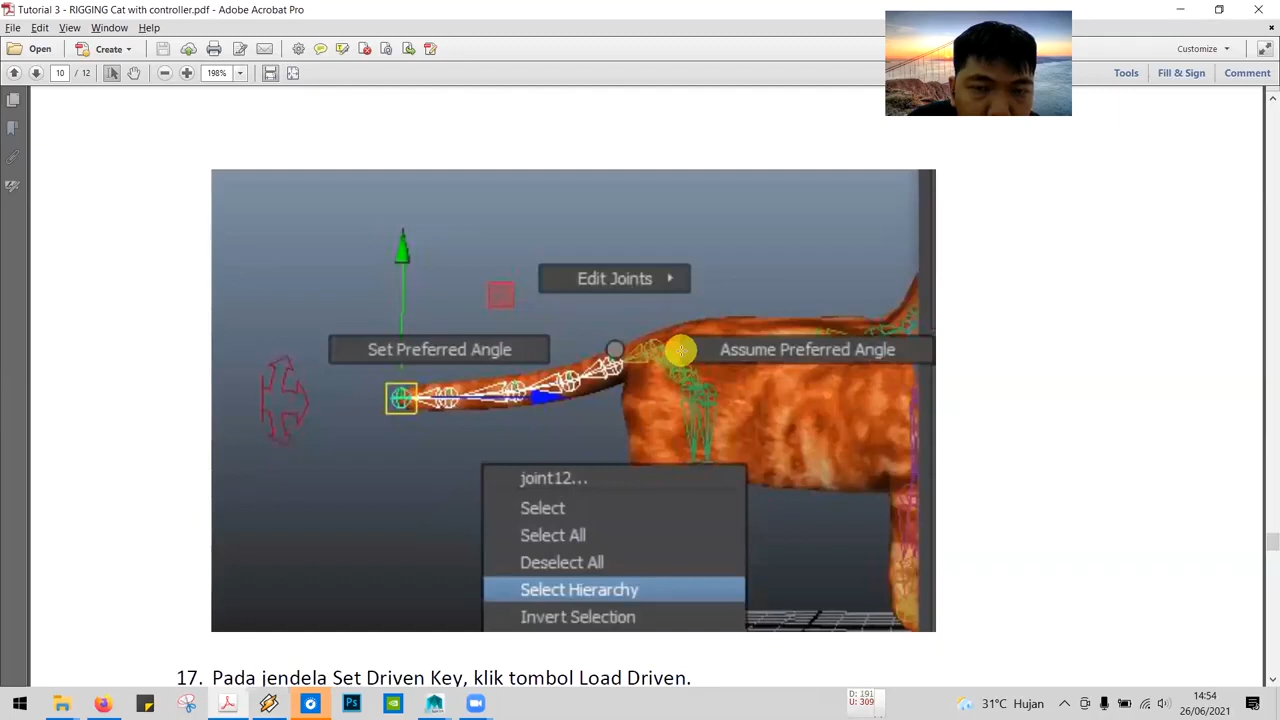 Tutorial 3 - RIGGING Cat with controller.pdf - Adobe Acrobat Pro
File Edit View Window Help
Open Create Customize
10 / 12 198% Tools Fill & Sign Comment
Edit Joints
Set Preferred Angle Assume Preferred Angle
joint12...
Select
Select All
Deselect All
Select Hierarchy
Invert Selection
17. Pada jendela Set Driven Key, klik tombol Load Driven.
Ps
D: 191
U: 309
31°C Hujan
14:54
26/06/2021